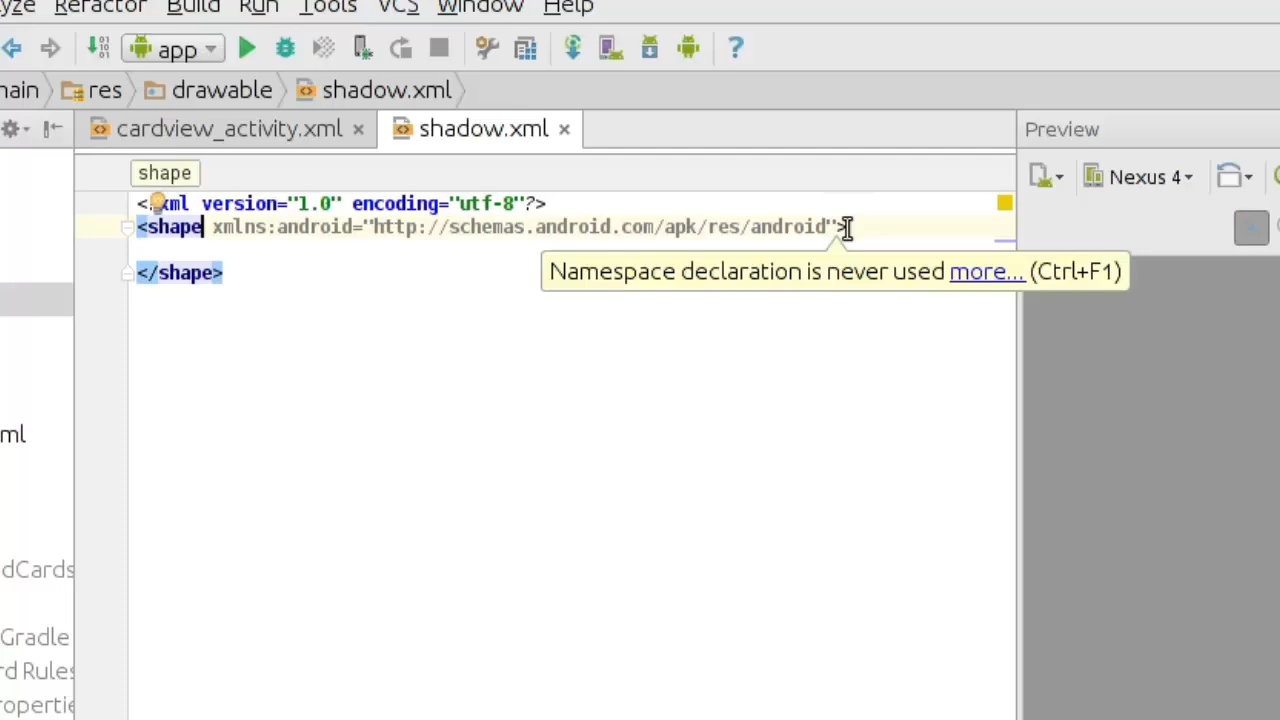 yze Refactor Build Run Tools VCS Window Help
app
main res drawable shadow.xml
cardview_activity.xml shadow.xml Preview
shape
Nexus 4
<?xml version="1.0" encoding="utf-8"?>
<shape xmlns:android="http://schemas.android.com/apk/res/android">
Namespace declaration is never used more... (Ctrl+F1)
</shape>
ml
dCards
Gradle
rd Rules
ropertie